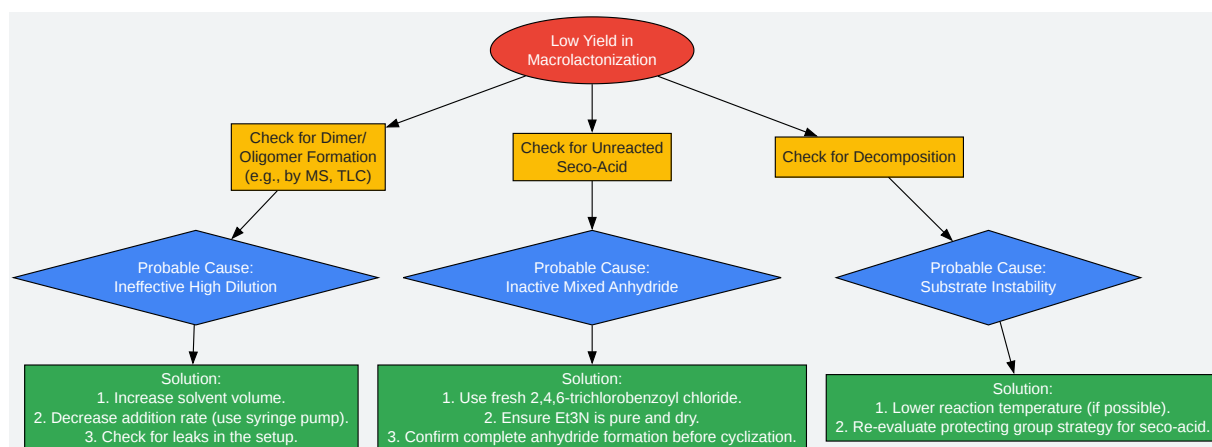 Low Yield in
Macrolactonization
Check for Dimer/
Oligomer Formation
(e.g., by MS, TLC)
Check for Unreacted
Seco-Acid
Check for Decomposition
Probable Cause:
Ineffective High Dilution
Probable Cause:
Inactive Mixed Anhydride
Probable Cause:
Substrate Instability
Solution:
1. Increase solvent volume.
2. Decrease addition rate (use syringe pump).
3. Check for leaks in the setup.
Solution:
1. Use fresh 2,4,6-trichlorobenzoyl chloride.
2. Ensure Et3N is pure and dry.
3. Confirm complete anhydride formation before cyclization.
Solution:
1. Lower reaction temperature (if possible).
2. Re-evaluate protecting group strategy for seco-acid.